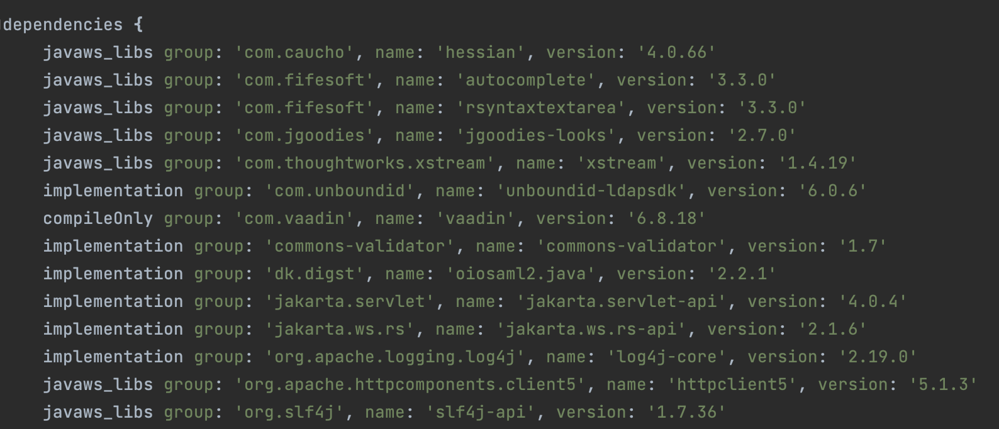 dependencies {
javaws_libs group: 'com.caucho', name: 'hessian', version: '4.0.66'
javaws_libs group: 'com.fifesoft', name: 'autocomplete', version: '3.3.0'
javaws_libs group: 'com.fifesoft', name: 'rsyntaxtextarea', version: '3.3.0'
javaws_libs group: 'com.jgoodies', name: 'jgoodies-looks', version: '2.7.0'
javaws_libs group: 'com.thoughtworks.xstream', name: 'xstream', version: '1.4.19'
implementation group: 'com.unboundid', name: 'unboundid-ldapsdk', version: '6.0.6'
compileOnly group: 'com.vaadin', name: 'vaadin', version: '6.8.18'
implementation group: 'commons-validator', name: 'commons-validator', version: '1.7'
implementation group: 'dk.digst', name: 'oiosaml2.java', version: '2.2.1'
implementation group: 'jakarta.servlet', name: 'jakarta.servlet-api', version: '4.0.4'
implementation group: 'jakarta.ws.rs', name: 'jakarta.ws.rs-api', version: '2.1.6'
implementation group: 'org.apache.logging.log4j', name: 'log4j-core', version: '2.19.0'
javaws_libs group: 'org.apache.httpcomponents.client5', name: 'httpclient5', version: '5.1.3'
javaws_libs group: 'org.slf4j', name: 'slf4j-api', version: '1.7.36'